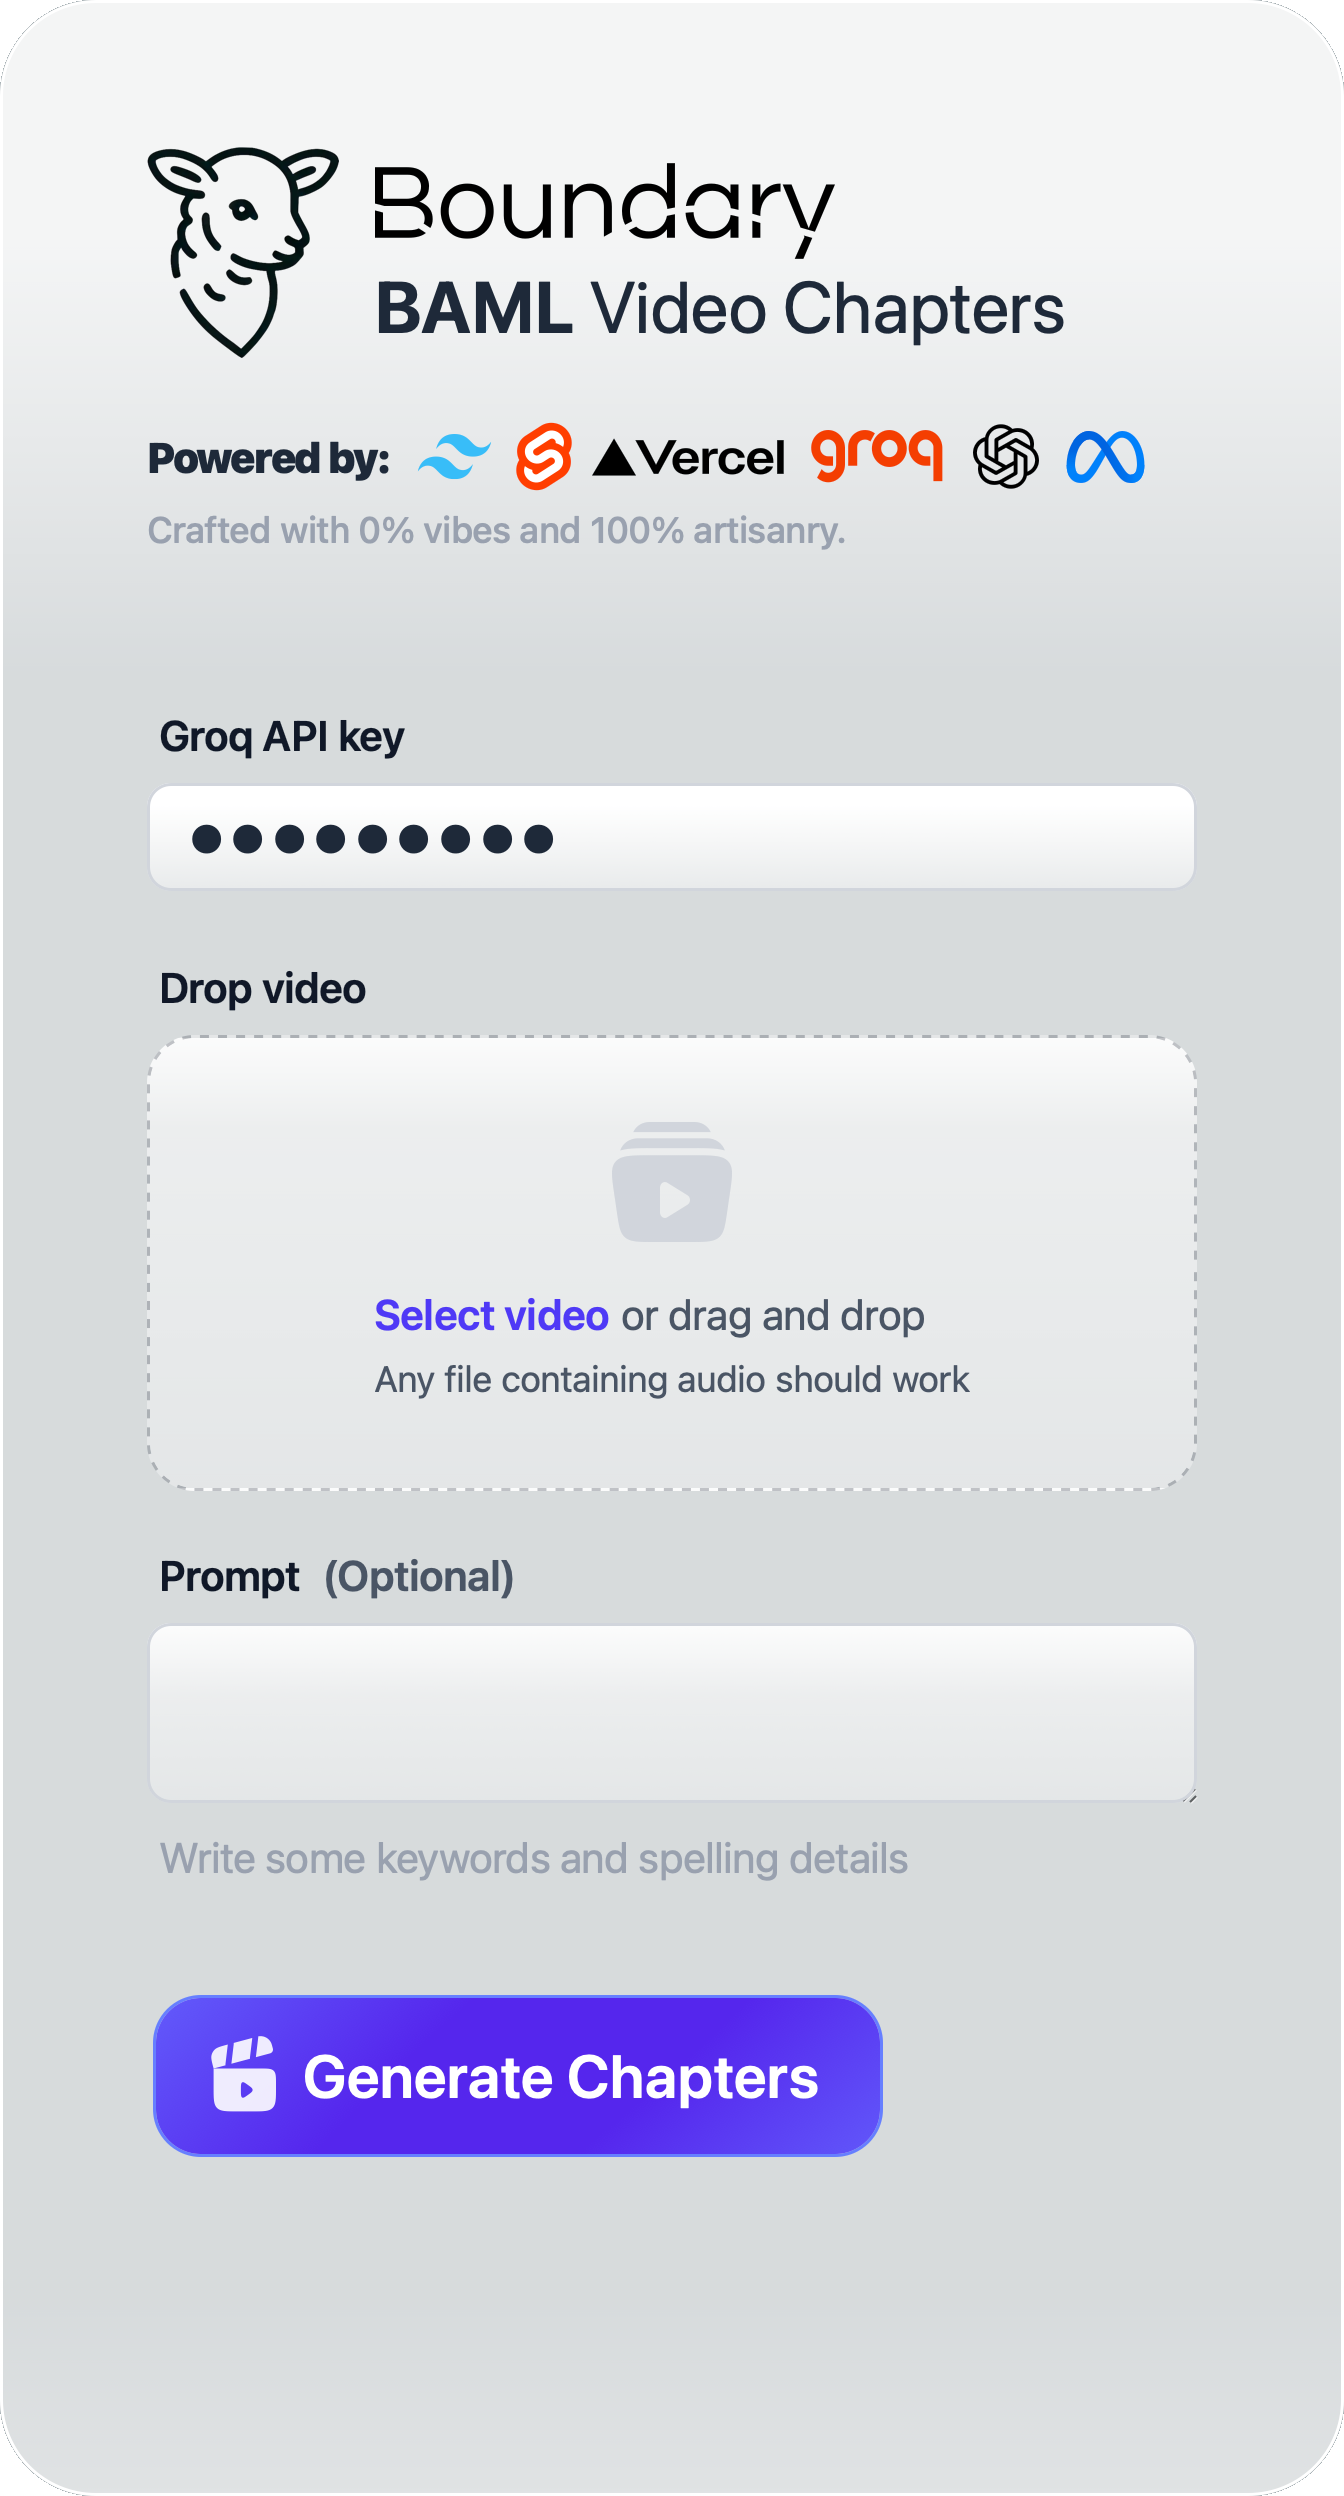 Boundary
BAML Video Chapters
Powered by: Vercel groq
Crafted with 0% vibes and 100% artisanry.
Groq API key
●●●●●●●●●
Drop video
Select video or drag and drop
Any file containing audio should work
Prompt (Optional)
Write some keywords and spelling details
Generate Chapters